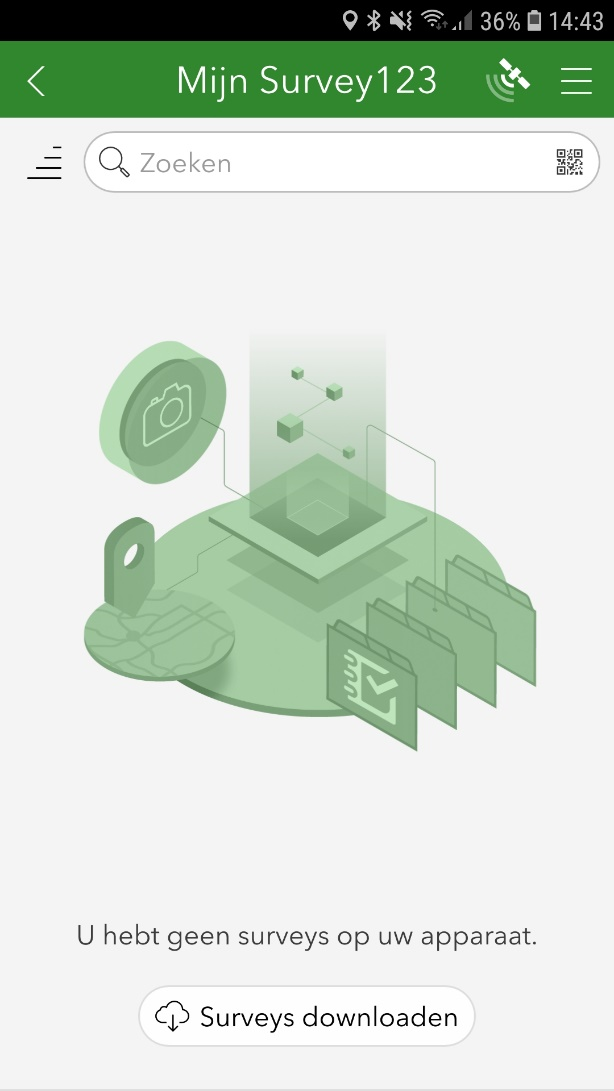 36% 14:43
Mijn Survey123
Zoeken
U hebt geen surveys op uw apparaat.
Surveys downloaden